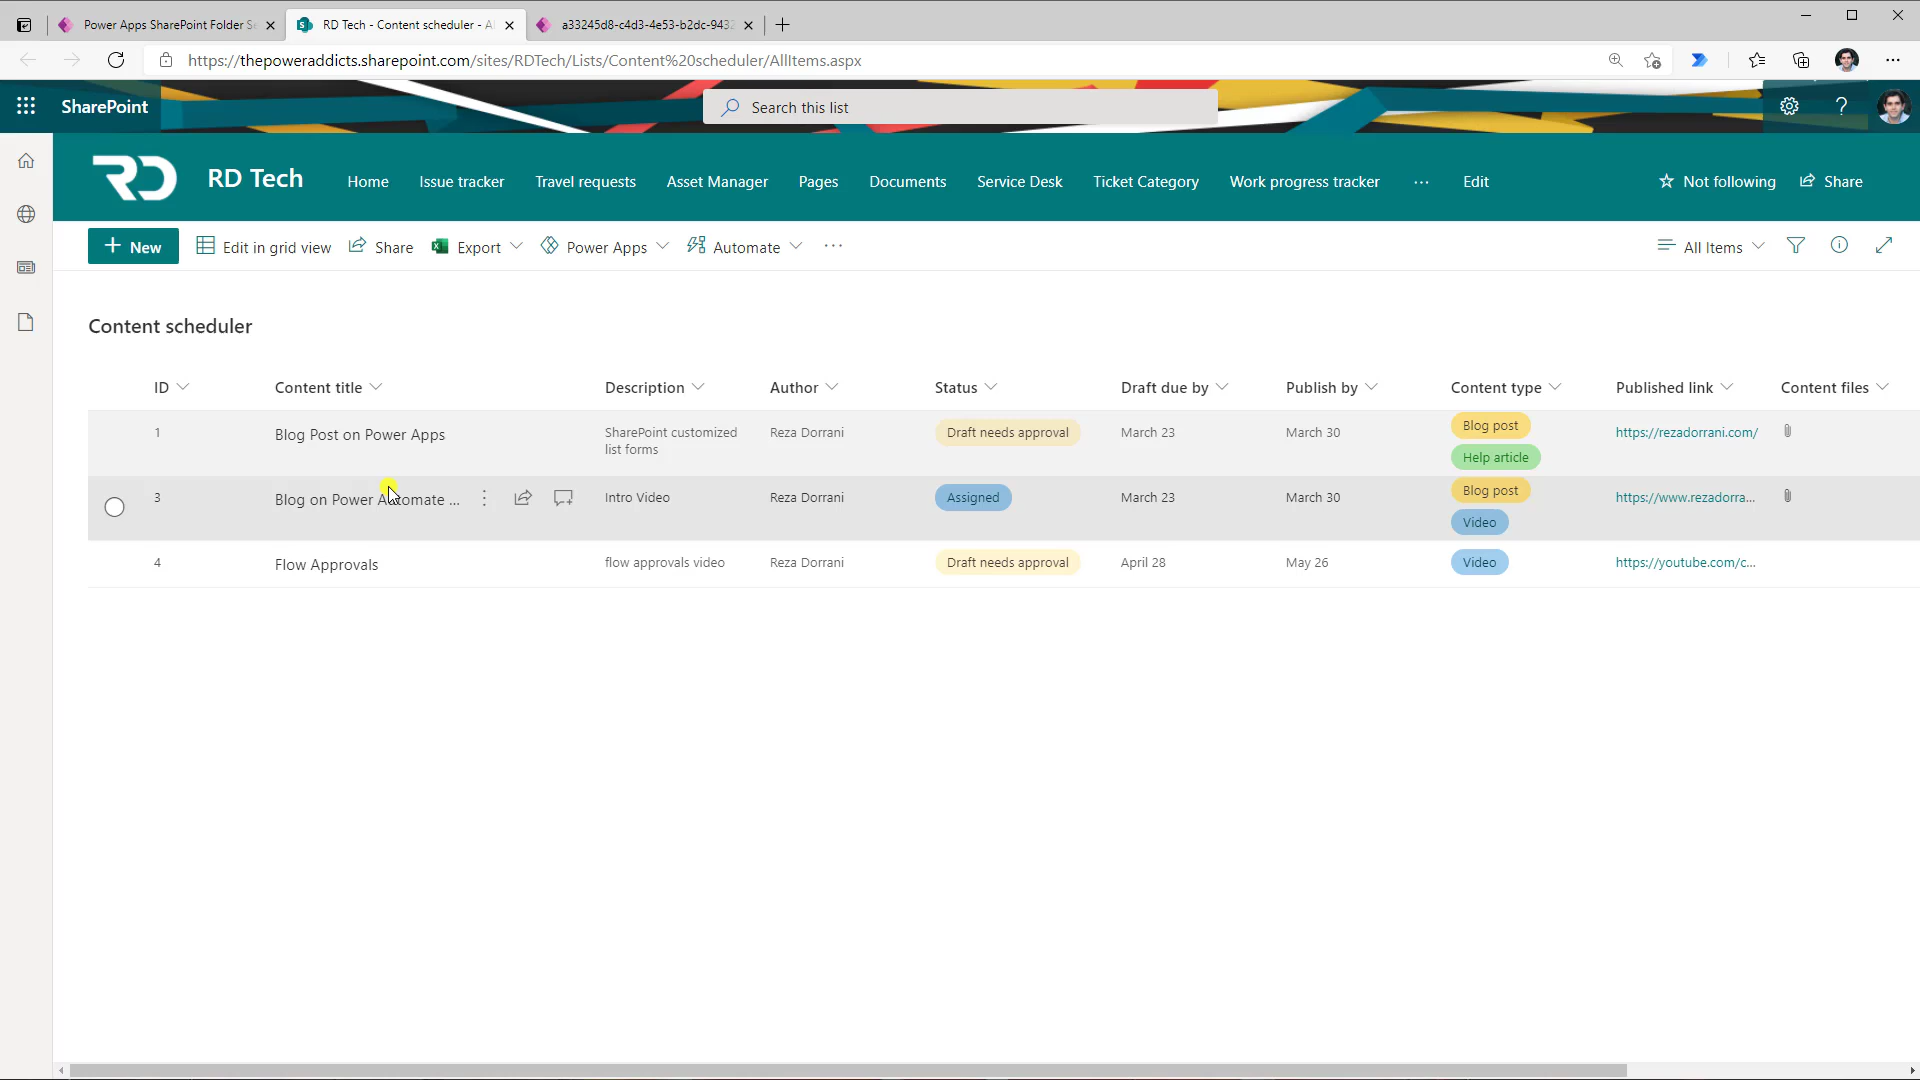 Power Apps SharePoint Folder Se
RD Tech - Content scheduler - A
a33245d8-c4d3-4e53-b2dc-9432
https://thepoweraddicts.sharepoint.com/sites/RDTech/Lists/Content%20scheduler/AllItems.aspx
SharePoint
Search this list
?
RD
RD Tech
Home
Issue tracker
Travel requests
Asset Manager
Pages
Documents
Service Desk
Ticket Category
Work progress tracker
...
Edit
Not following
Share
+ New
Edit in grid view
Share
Export
Power Apps
Automate
...
All Items
Content scheduler
ID
Content title
Description
Author
Status
Draft due by
Publish by
Content type
Published link
Content files
1
Blog Post on Power Apps
SharePoint customized
list forms
Reza Dorrani
Draft needs approval
March 23
March 30
Blog post
Help article
https://rezadorrani.com/
3
Blog on Power Automate ...
Intro Video
Reza Dorrani
Assigned
March 23
March 30
Blog post
Video
https://www.rezadorra...
4
Flow Approvals
flow approvals video
Reza Dorrani
Draft needs approval
April 28
May 26
Video
https://youtube.com/c...